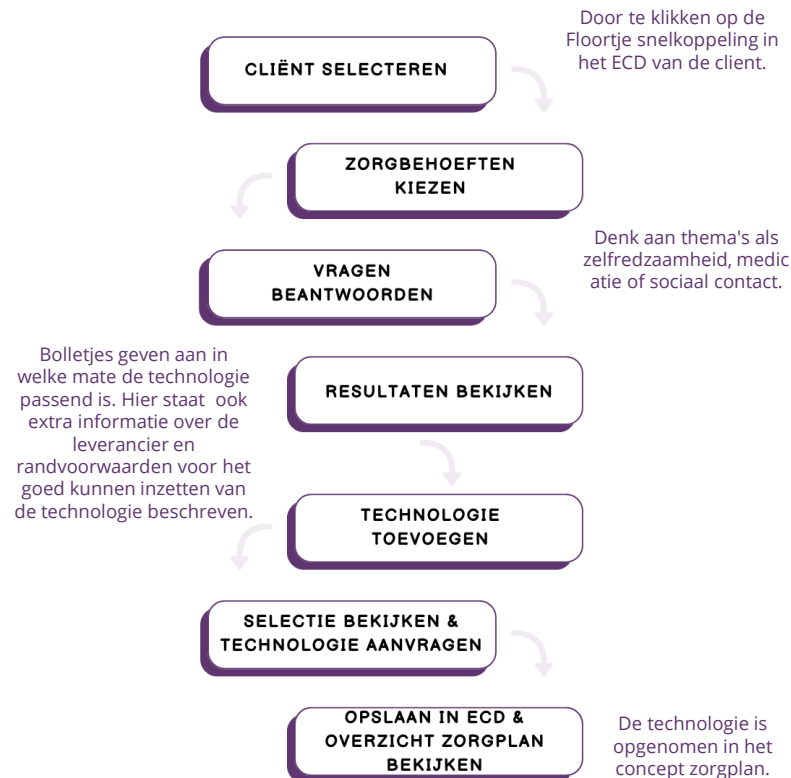 Door te klikken op de
Floortje snelkoppeling in
het ECD van de client.
CLIËNT SELECTEREN
ZORGBEHOEFTEN
KIEZEN
Denk aan thema's als
zelfredzaamheid, medic
atie of sociaal contact.
VRAGEN
BEANTWOORDEN
Bolletjes geven aan in
welke mate de technologie
passend is. Hier staat ook
extra informatie over de
leverancier en
randvoorwaarden voor het
goed kunnen inzetten van
de technologie beschreven.
RESULTATEN BEKIJKEN
TECHNOLOGIE
TOEVOEGEN
SELECTIE BEKIJKEN &
TECHNOLOGIE AANVRAGEN
OPSLAAN IN ECD &
OVERZICHT ZORGPLAN
BEKIJKEN
De technologie is
opgenomen in het
concept zorgplan.